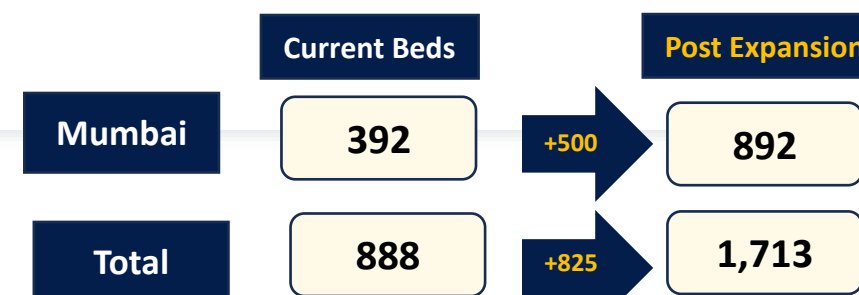 Current Beds
Post Expansion
Mumbai
392
+500
892
Total
888
+825
1,713